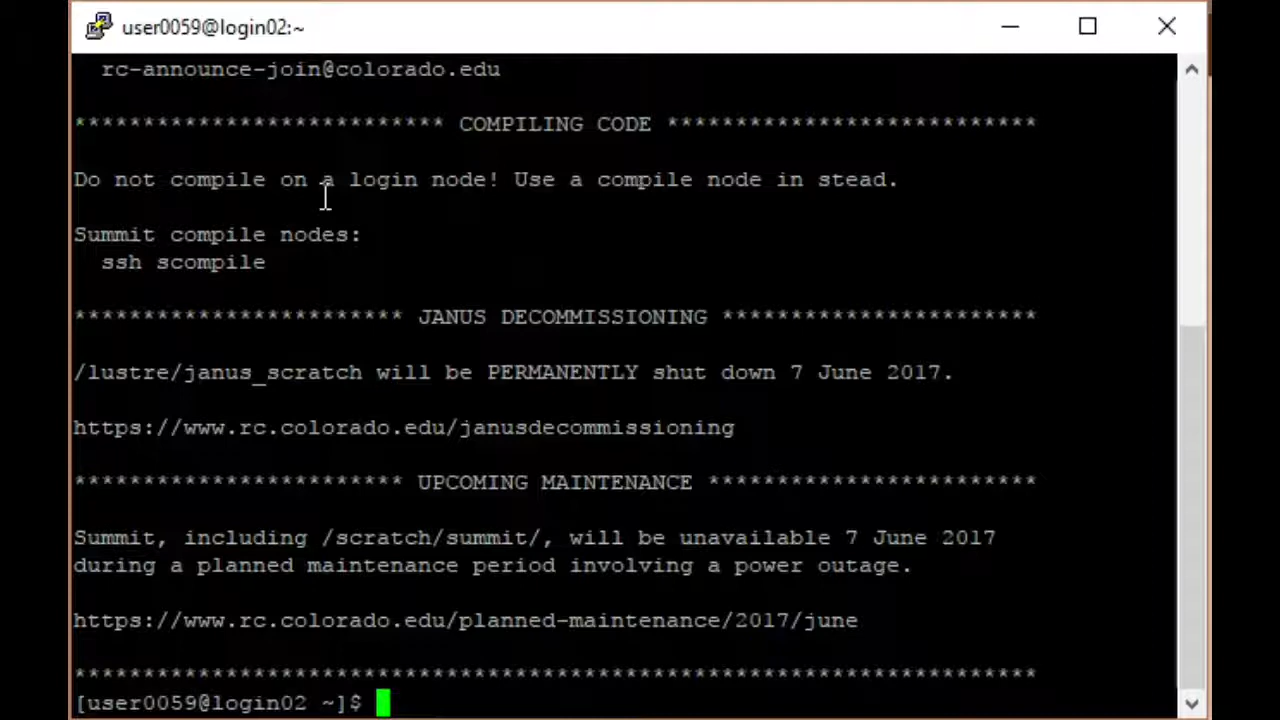 user0059@login02:~
rc-announce-join@colorado.edu
*************************** COMPILING CODE ***************************
Do not compile on a login node! Use a compile node in stead.
Summit compile nodes:
ssh scompile
************************ JANUS DECOMMISSIONING ***********************
/lustre/janus_scratch will be PERMANENTLY shut down 7 June 2017.
https://www.rc.colorado.edu/janusdecommissioning
************************ UPCOMING MAINTENANCE ************************
Summit, including /scratch/summit/, will be unavailable 7 June 2017
during a planned maintenance period involving a power outage.
https://www.rc.colorado.edu/planned-maintenance/2017/june
**********************************************************************
[user0059@login02 ~]$